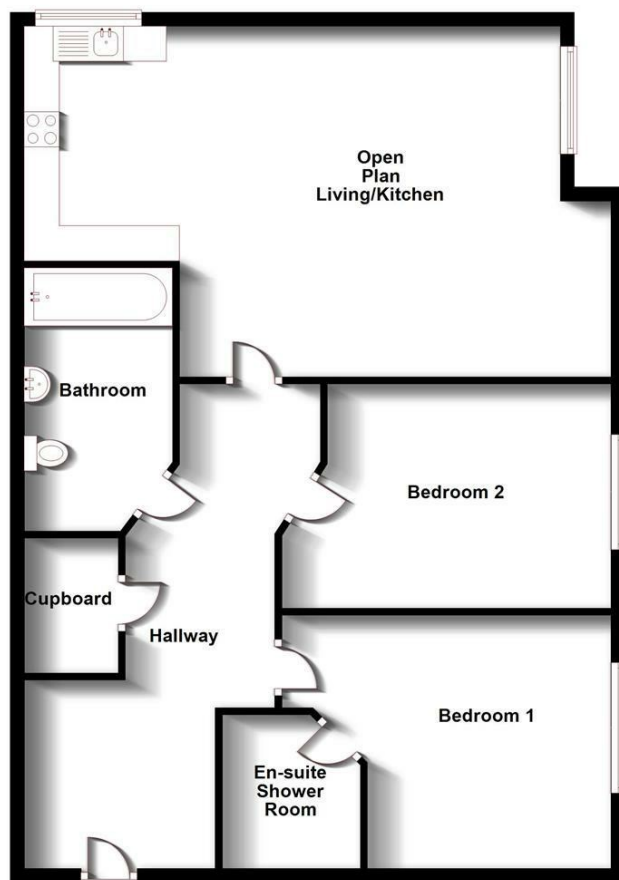 Open
Plan
Living/Kitchen
Bathroom
Bedroom 2
Cupboard
Hallway
Bedroom 1
En-suite
Shower
Room